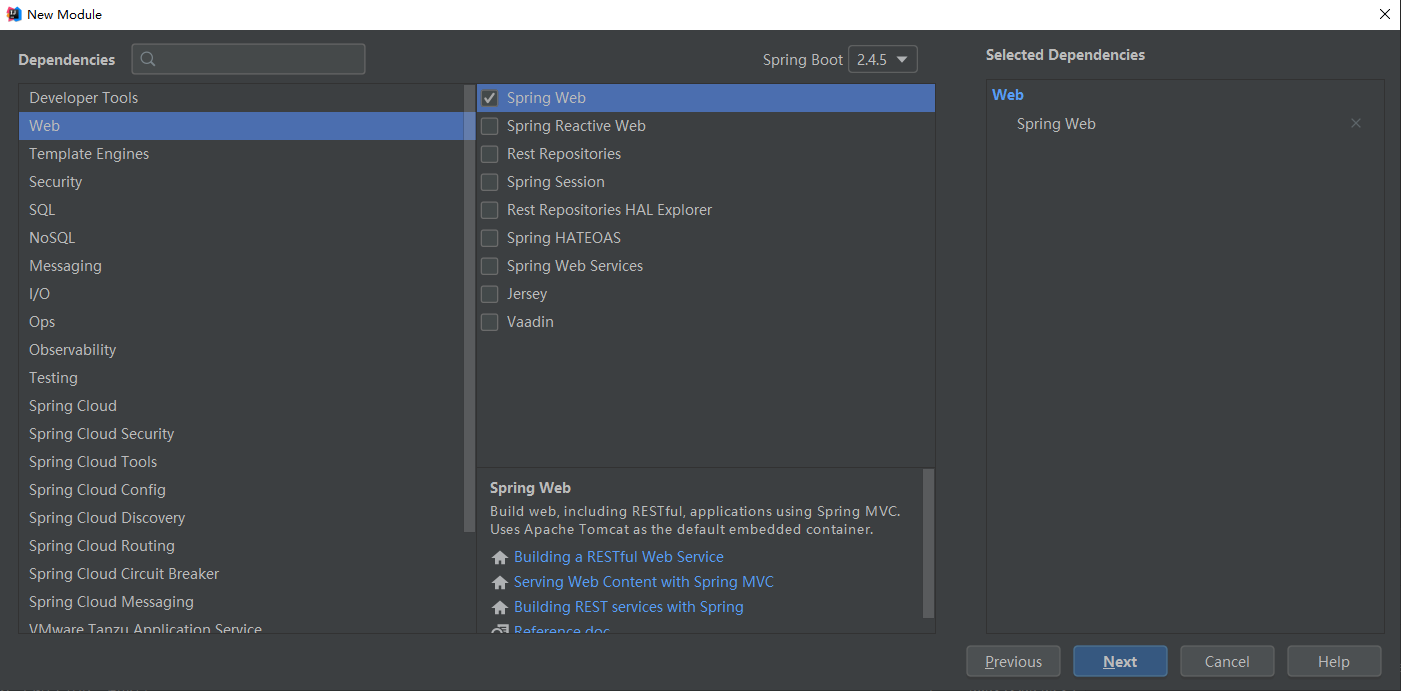 New Module
Dependencies
Spring Boot 2.4.5
Selected Dependencies
Developer Tools
Web
Template Engines
Security
SQL
NoSQL
Messaging
I/O
Ops
Observability
Testing
Spring Cloud
Spring Cloud Security
Spring Cloud Tools
Spring Cloud Config
Spring Cloud Discovery
Spring Cloud Routing
Spring Cloud Circuit Breaker
Spring Cloud Messaging
VMware Tanzu Application Service
Spring Web
Spring Reactive Web
Rest Repositories
Spring Session
Rest Repositories HAL Explorer
Spring HATEOAS
Spring Web Services
Jersey
Vaadin
Spring Web
Build web, including RESTful, applications using Spring MVC.
Uses Apache Tomcat as the default embedded container.
Building a RESTful Web Service
Serving Web Content with Spring MVC
Building REST services with Spring
Reference doc
Web
Spring Web
Previous
Next
Cancel
Help